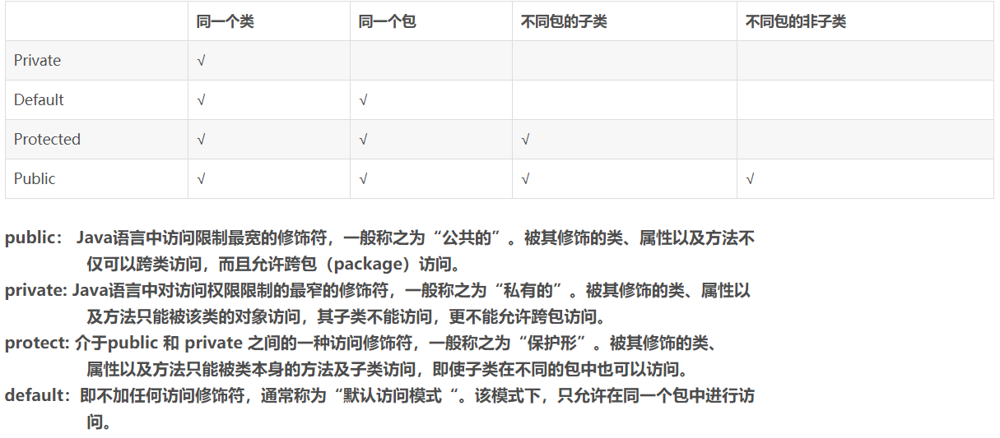 同一个类 同一个包 不同包的子类 不同包的非子类
Private √
Default √ √
Protected √ √ √
Public √ √ √ √
public： Java语言中访问限制最宽的修饰符，一般称之为“公共的”。被其修饰的类、属性以及方法不
仅可以跨类访问，而且允许跨包（package）访问。
private: Java语言中对访问权限限制的最窄的修饰符，一般称之为“私有的”。被其修饰的类、属性以
及方法只能被该类的对象访问，其子类不能访问，更不能允许跨包访问。
protect: 介于public 和 private 之间的一种访问修饰符，一般称之为“保护形”。被其修饰的类、
属性以及方法只能被类本身的方法及子类访问，即使子类在不同的包中也可以访问。
default：即不加任何访问修饰符，通常称为“默认访问模式“。该模式下，只允许在同一个包中进行访
问。